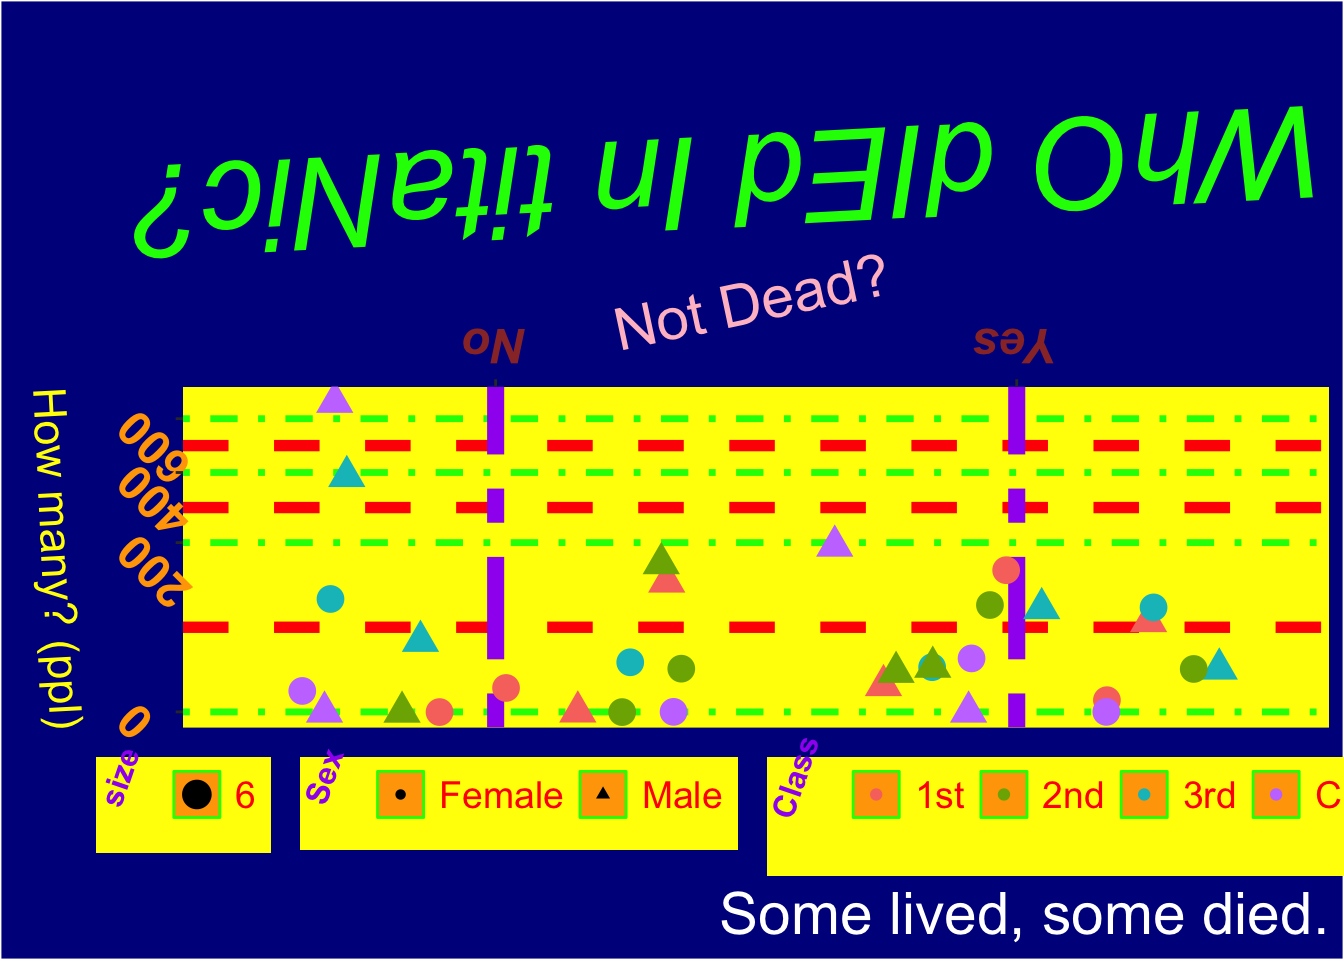 WhO dIEd In titaNic?
Not Dead?
No
Yes
How many? (ppl)
600
400
200
0
size
6
Sex
Female
Male
Class
1st
2nd
3rd
C
Some lived, some died.